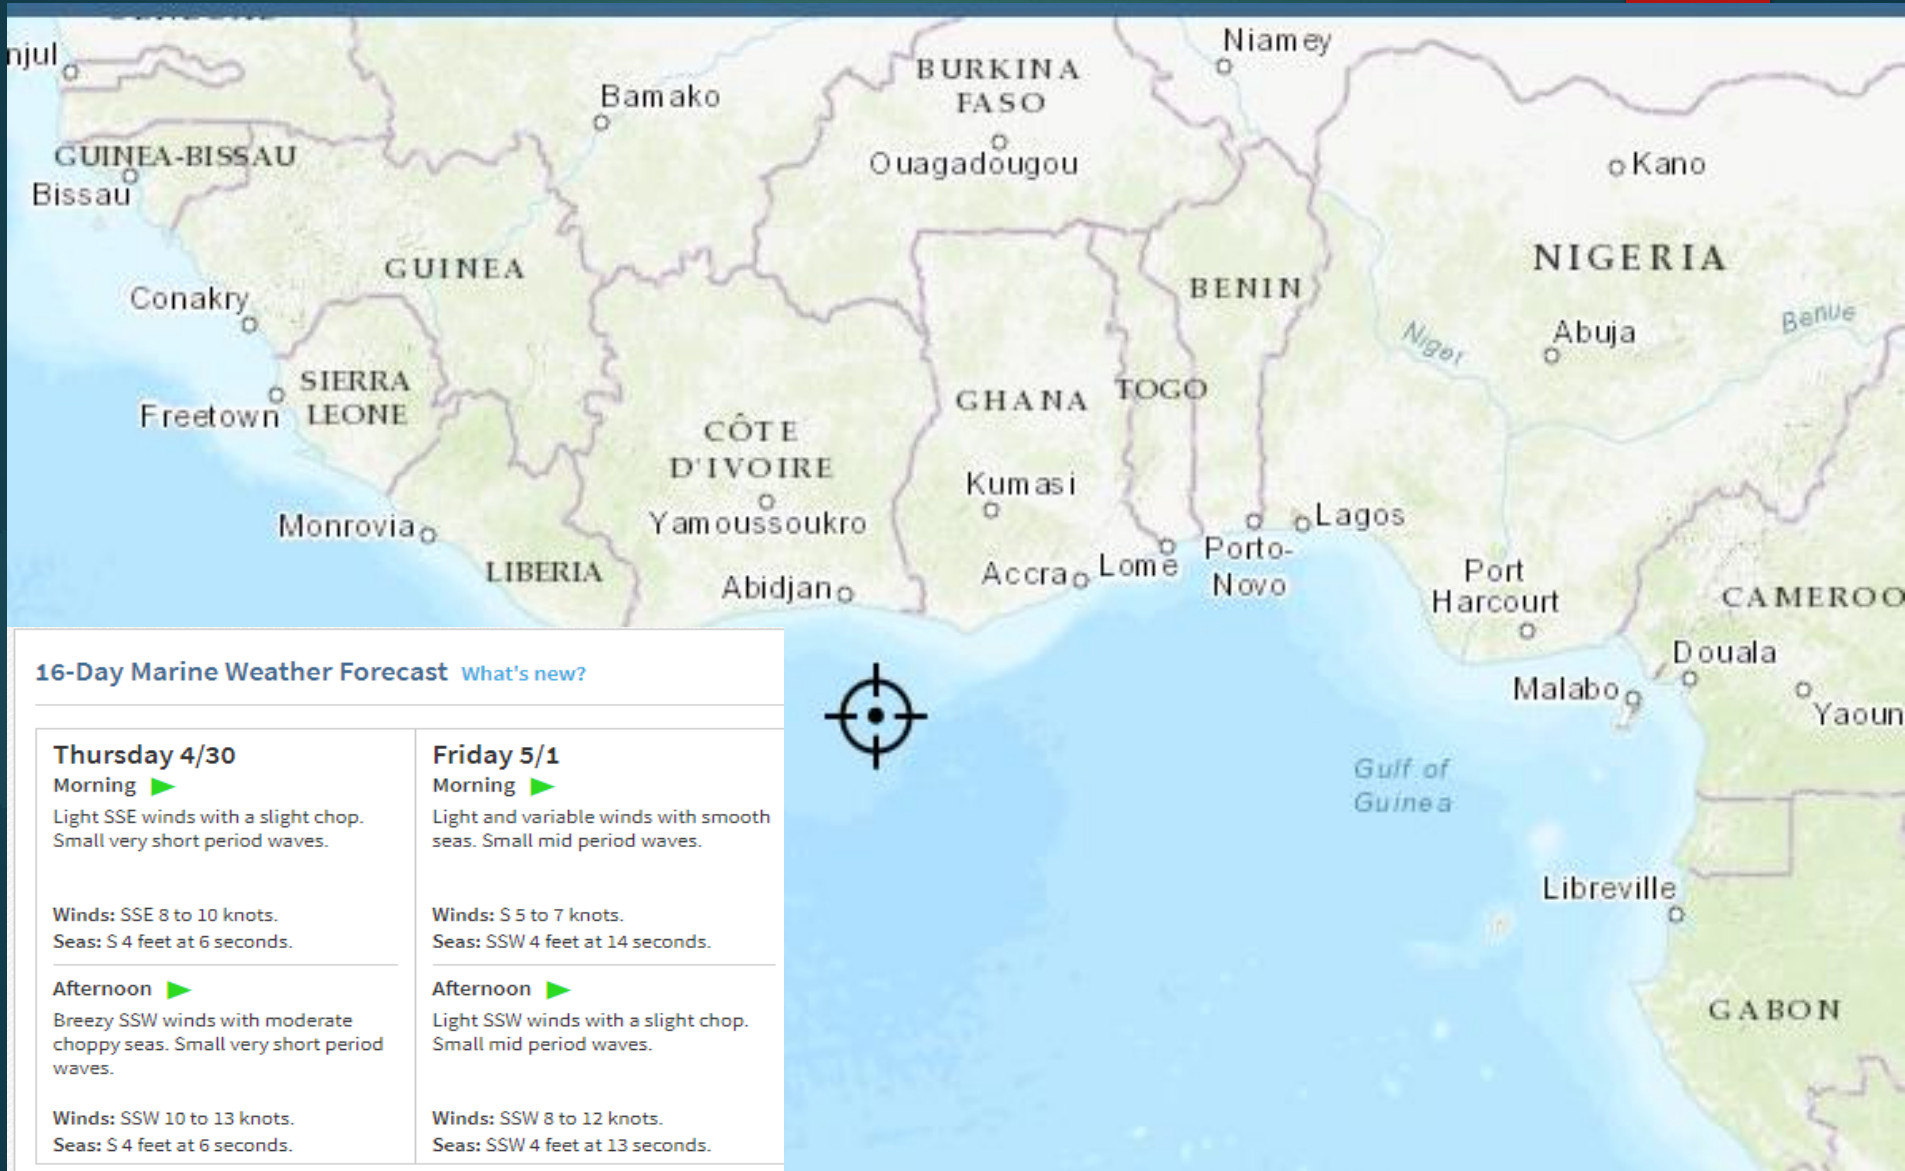 njul
Niamey
BURKINA
FASO
Bamako
Ouagadougou
Kano
GUINEA-BISSAU
Bissau
NIGERIA
GUINEA
BENIN
Conakry
Niger
Abuja
Benue
SIERRA
LEONE
Freetown
GHANA
TOGO
CÔTE
D'IVOIRE
Yamoussoukro
Kumasi
Lagos
Monrovia
LIBERIA
Abidjan
Accra
Lome
Porto-
Novo
Port
Harcourt
CAMEROO
Douala
Malabo
Yaoun
Gulf of
Guinea
Libreville
GABON
16-Day Marine Weather Forecast What's new?
Thursday 4/30
Morning
Light SSE winds with a slight chop.
Small very short period waves.
Winds: SSE 8 to 10 knots.
Seas: S 4 feet at 6 seconds.
Afternoon
Breezy SSW winds with moderate
choppy seas. Small very short period
waves.
Winds: SSW 10 to 13 knots.
Seas: S 4 feet at 6 seconds.
Friday 5/1
Morning
Light and variable winds with smooth
seas. Small mid period waves.
Winds: S 5 to 7 knots.
Seas: SSW 4 feet at 14 seconds.
Afternoon
Light SSW winds with a slight chop.
Small mid period waves.
Winds: SSW 8 to 12 knots.
Seas: SSW 4 feet at 13 seconds.